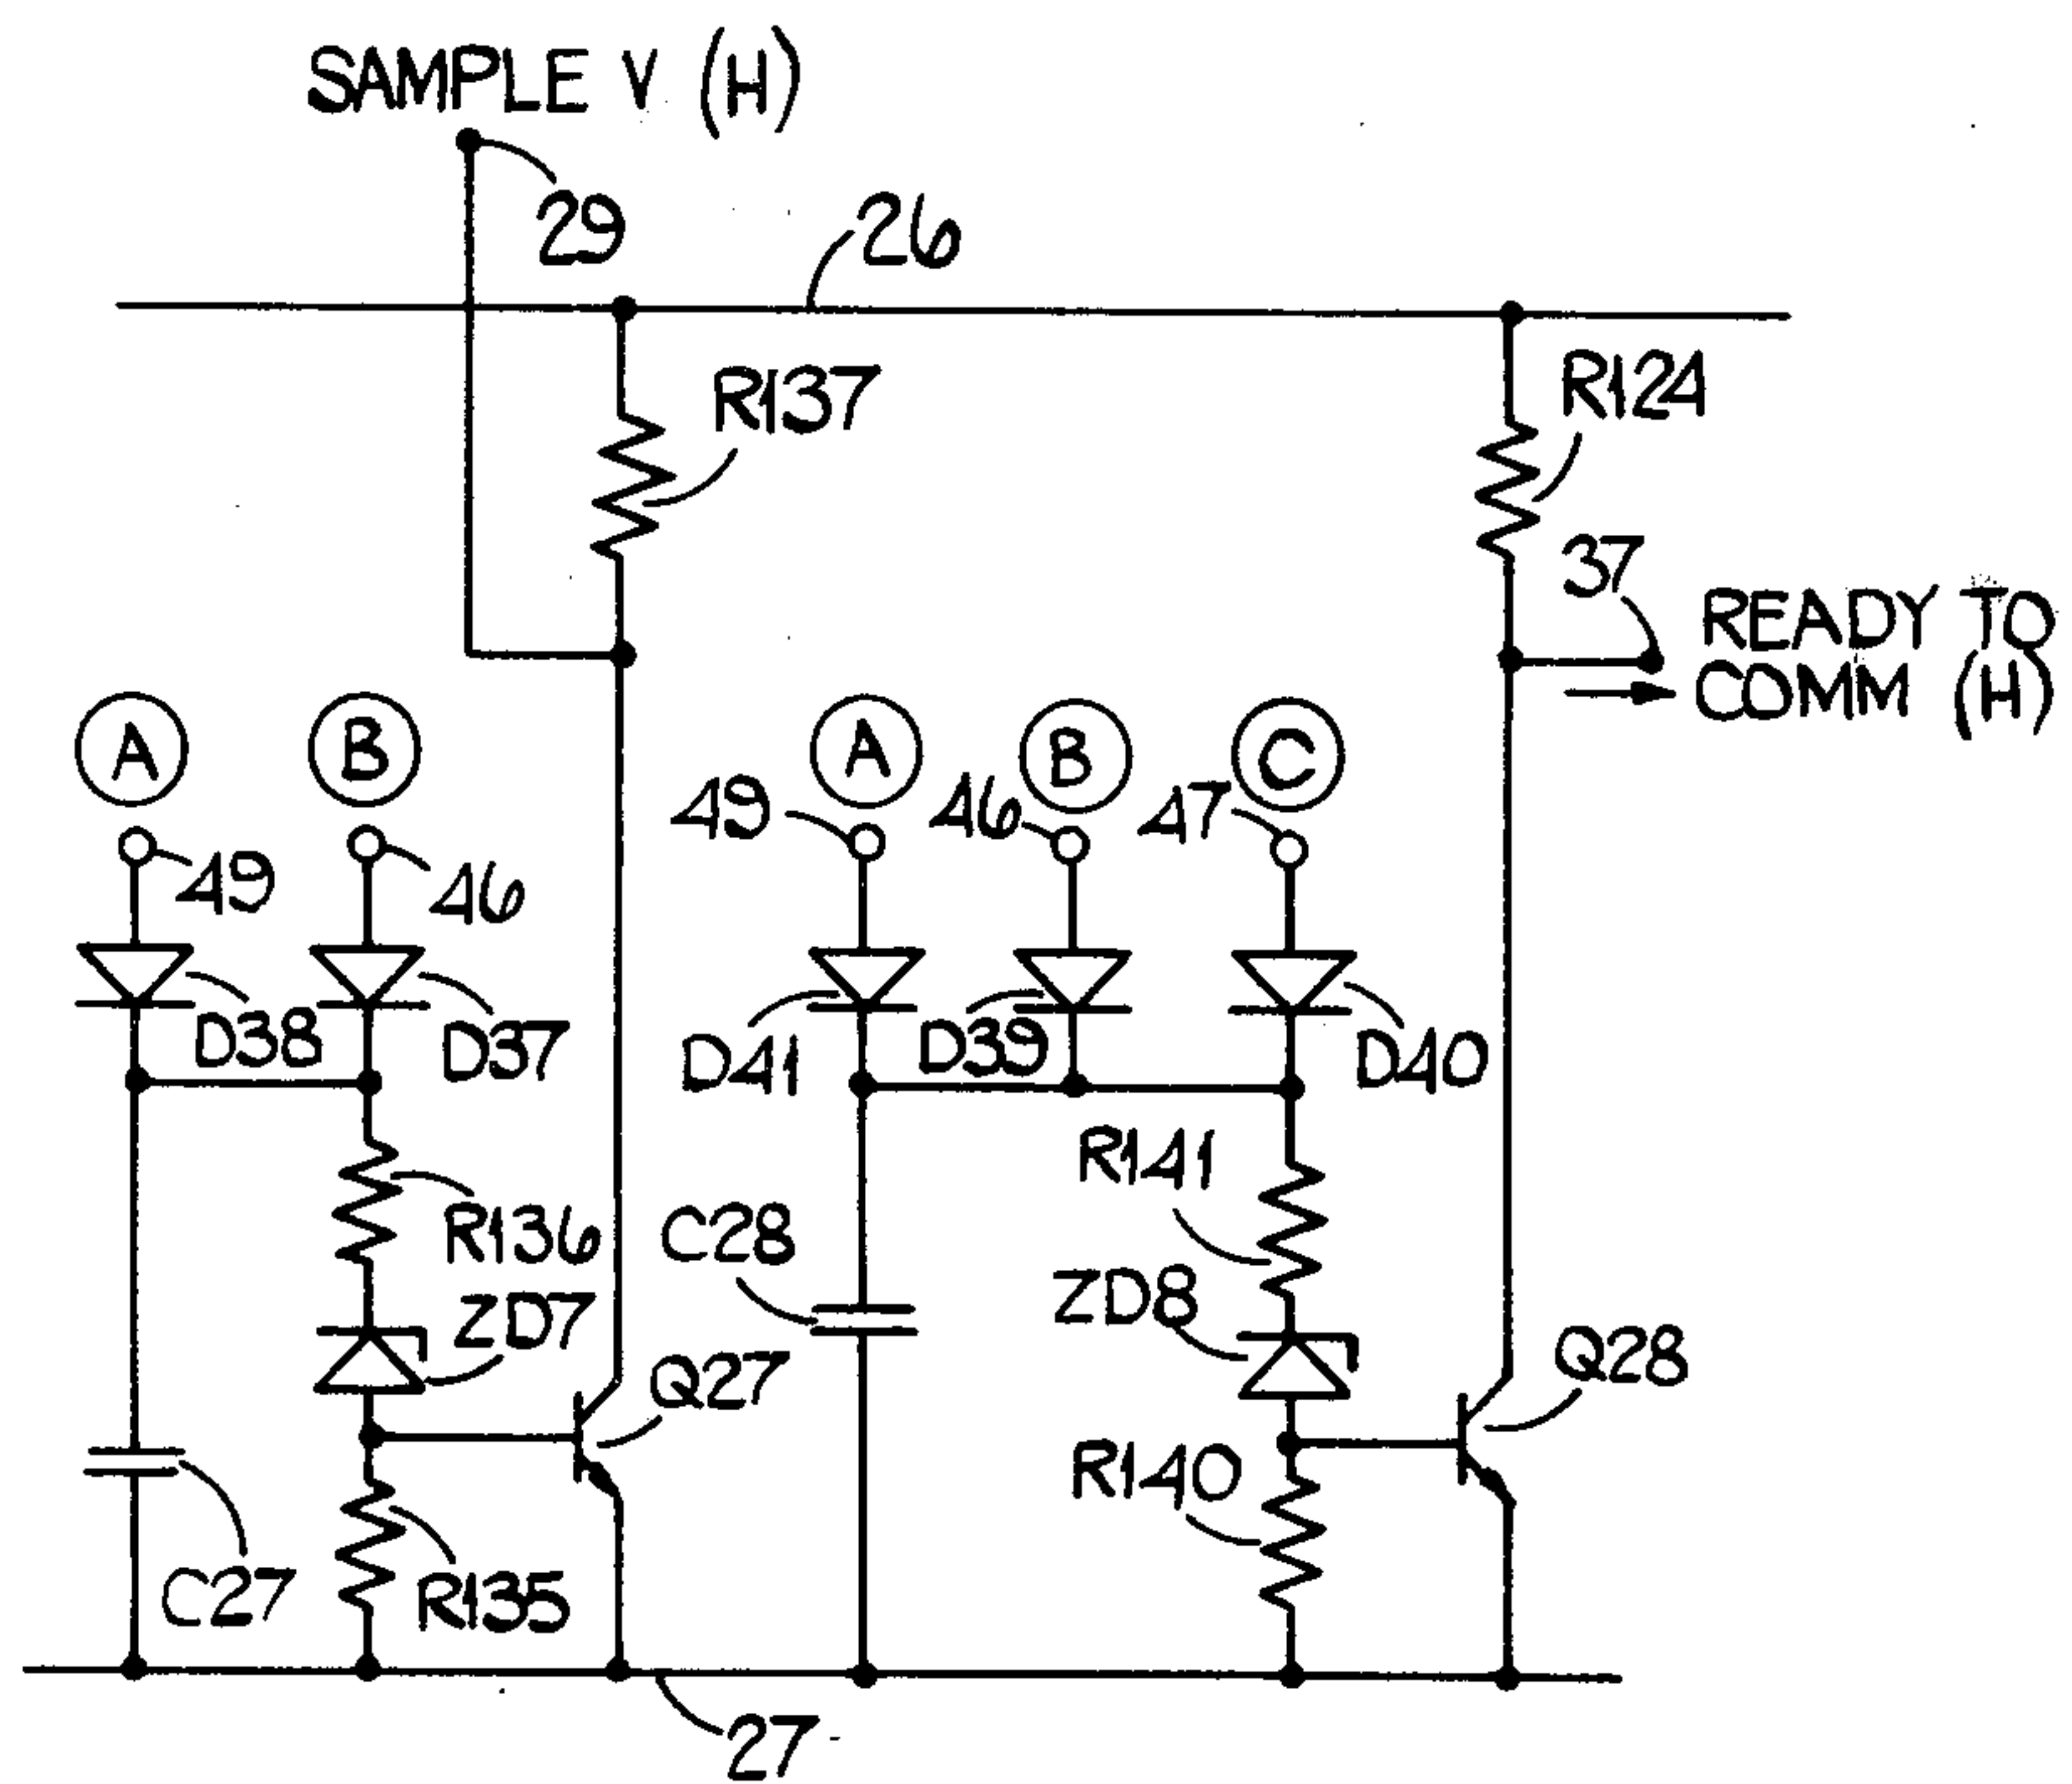 SAMPLE V (H)
29
26
R137
R124
37
READY TO
COMM (H)
A
B
A
B
C
49
46
49
46
47
D38
D37
D41
D39
D40
R136
R141
C28
ZD7
ZD8
Q27
Q28
R140
C27
R135
27